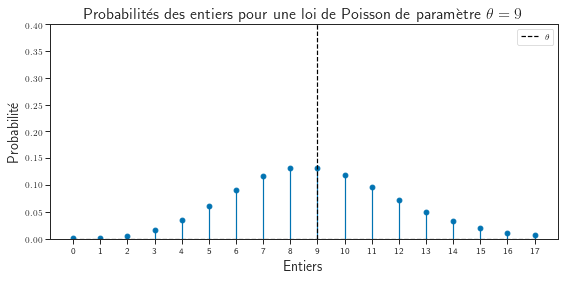 Probabilités des entiers pour une loi de Poisson de paramètre θ = 9
θ
0.40
0.35
0.30
0.25
0.20
0.15
0.10
0.05
0.00
Probabilité
0 1 2 3 4 5 6 7 8 9 10 11 12 13 14 15 16 17
Entiers